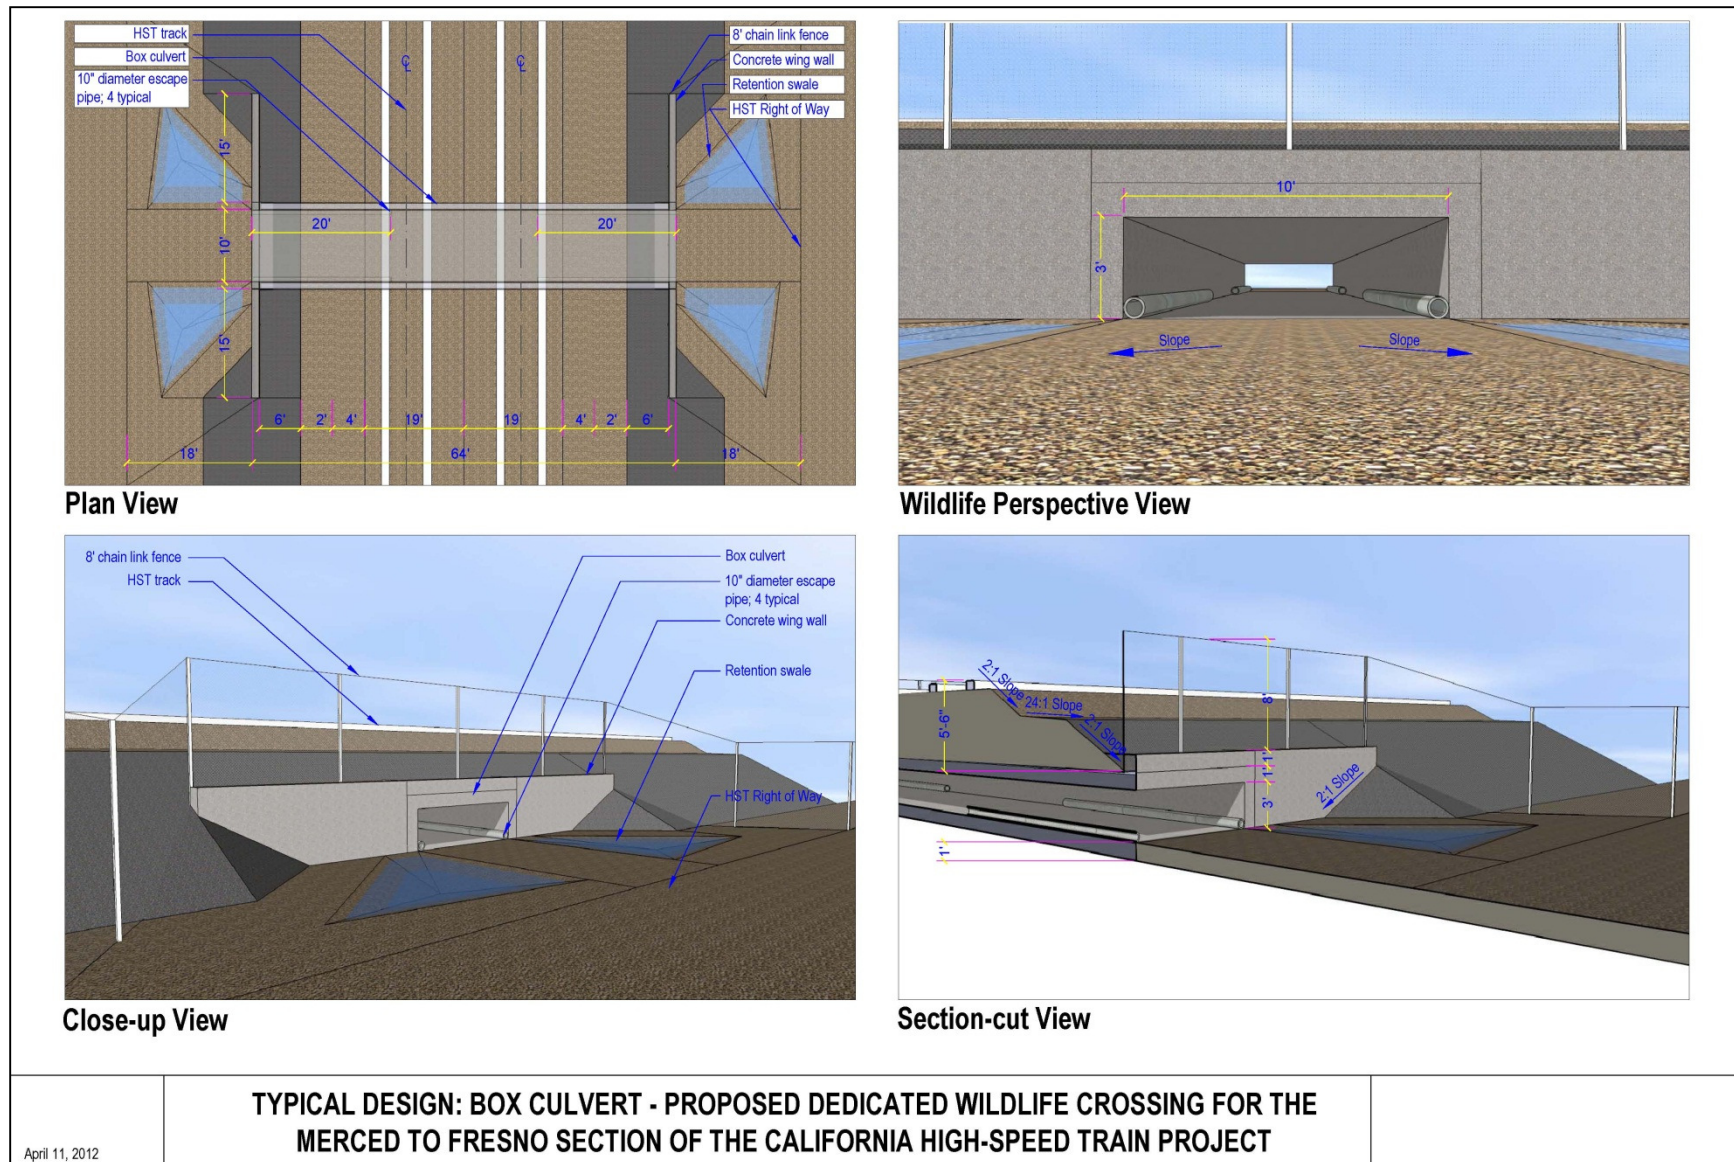 HST track
Box culvert
10" diameter escape
pipe; 4 typical
℄
℄
8' chain link fence
Concrete wing wall
Retention swale
HST Right of Way
15'
10'
15'
20'
20'
6'
2'
4'
19'
19'
4'
2'
6'
18'
64'
18'
Plan View
10'
3'
Slope
Slope
Wildlife Perspective View
8' chain link fence
HST track
Box culvert
10" diameter escape
pipe; 4 typical
Concrete wing wall
Retention swale
HST Right of Way
Close-up View
2:1 Slope
24:1 Slope
2:1 Slope
5'-6"
8'
1'
1'
3'
2:1 Slope
1'
Section-cut View
TYPICAL DESIGN: BOX CULVERT - PROPOSED DEDICATED WILDLIFE CROSSING FOR THE
MERCED TO FRESNO SECTION OF THE CALIFORNIA HIGH-SPEED TRAIN PROJECT
April 11, 2012